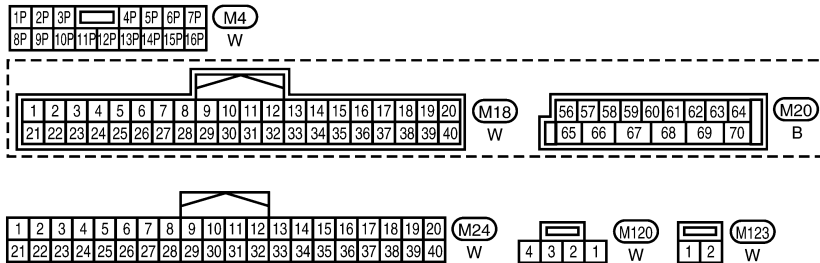 1P 2P 3P 4P 5P 6P 7P M4
8P 9P 10P 11P 12P 13P 14P 15P 16P W
1 2 3 4 5 6 7 8 9 10 11 12 13 14 15 16 17 18 19 20 M18
21 22 23 24 25 26 27 28 29 30 31 32 33 34 35 36 37 38 39 40 W
56 57 58 59 60 61 62 63 64 M20
65 66 67 68 69 70 B
1 2 3 4 5 6 7 8 9 10 11 12 13 14 15 16 17 18 19 20 M24
21 22 23 24 25 26 27 28 29 30 31 32 33 34 35 36 37 38 39 40 W
M120
4 3 2 1 W
M123
1 2 W